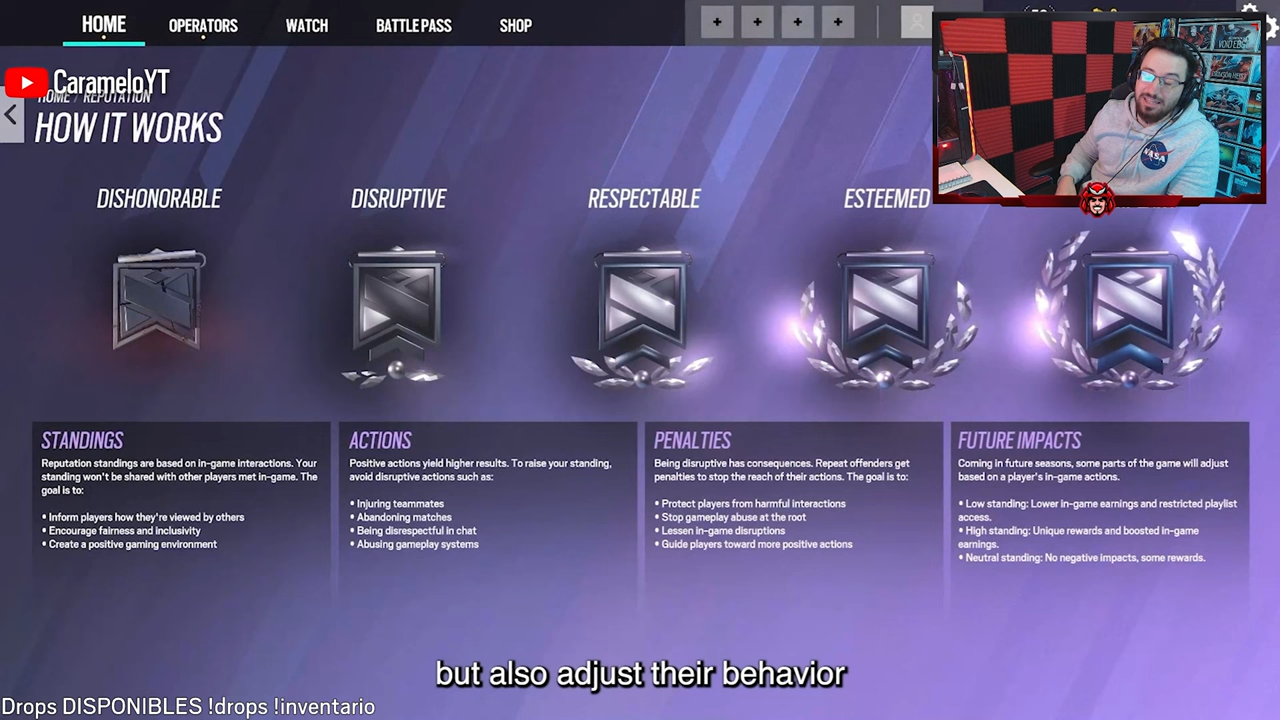 HOME OPERATORS WATCH BATTLE PASS SHOP
CarameloYT
HOME / REPUTATION
HOW IT WORKS
DISHONORABLE DISRUPTIVE RESPECTABLE ESTEEMED
NASA
STANDINGS
Reputation standings are based on in-game interactions. Your
standing won't be shared with other players met in-game. The
goal is to:
• Inform players how they're viewed by others
• Encourage fairness and inclusivity
• Create a positive gaming environment
ACTIONS
Positive actions yield higher results. To raise your standing,
avoid disruptive actions such as:
• Injuring teammates
• Abandoning matches
• Being disrespectful in chat
• Abusing gameplay systems
PENALTIES
Being disruptive has consequences. Repeat offenders get
penalties to stop the reach of their actions. The goal is to:
• Protect players from harmful interactions
• Stop gameplay abuse at the root
• Lessen in-game disruptions
• Guide players toward more positive actions
FUTURE IMPACTS
Coming in future seasons, some parts of the game will adjust
based on a player's in-game actions.
• Low standing: Lower in-game earnings and restricted playlist
access.
• High standing: Unique rewards and boosted in-game
earnings.
• Neutral standing: No negative impacts, some rewards.
but also adjust their behavior
Drops DISPONIBLES !drops !inventario